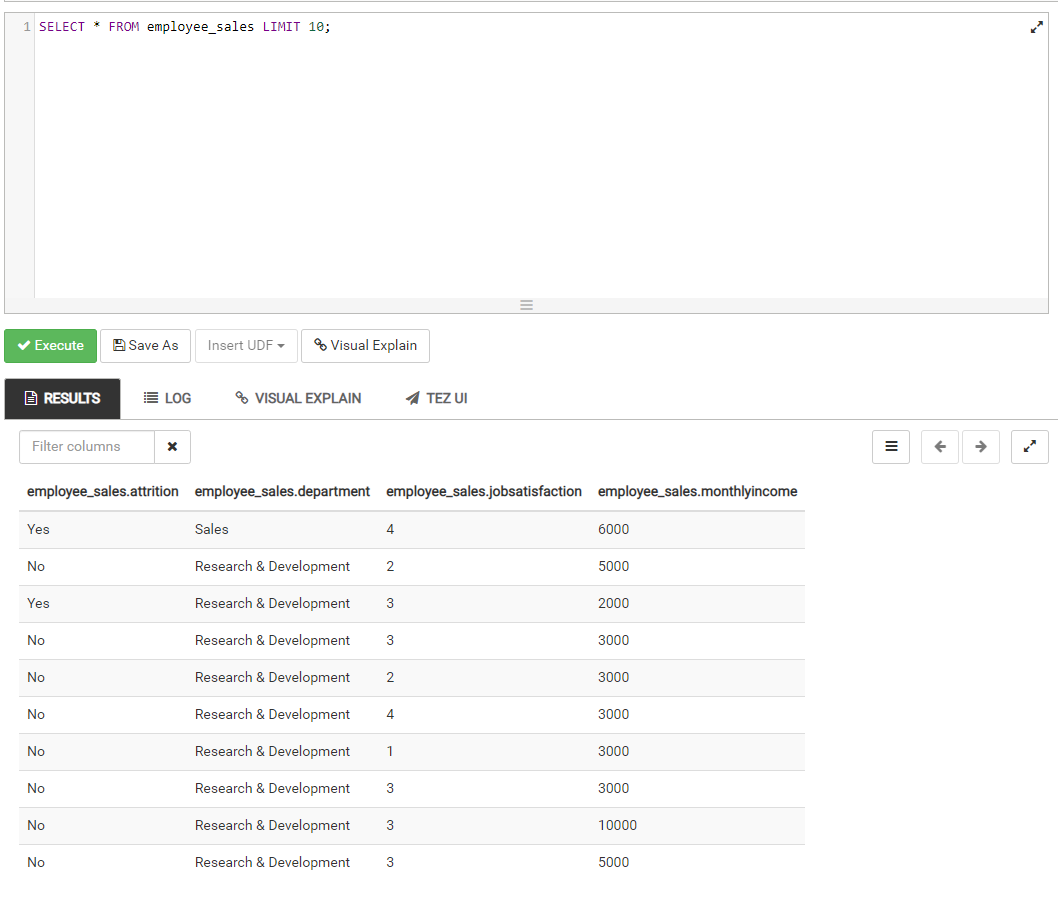 1 SELECT * FROM employee_sales LIMIT 10;
Execute Save As Insert UDF Visual Explain
RESULTS LOG VISUAL EXPLAIN TEZ UI
Filter columns
employee_sales.attrition employee_sales.department employee_sales.jobsatisfaction employee_sales.monthlyincome
Yes Sales 4 6000
No Research & Development 2 5000
Yes Research & Development 3 2000
No Research & Development 3 3000
No Research & Development 2 3000
No Research & Development 4 3000
No Research & Development 1 3000
No Research & Development 3 3000
No Research & Development 3 10000
No Research & Development 3 5000